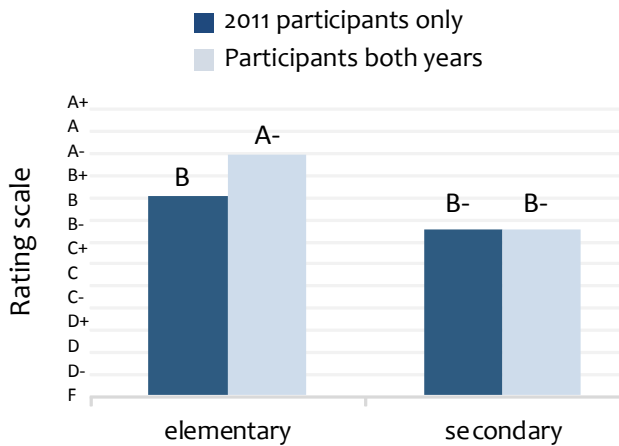 2011 participants only
Participants both years
A+
A
A-
B+
B
B-
C+
C
C-
D+
D
D-
F
Rating scale
B
A-
B-
B-
elementary
secondary